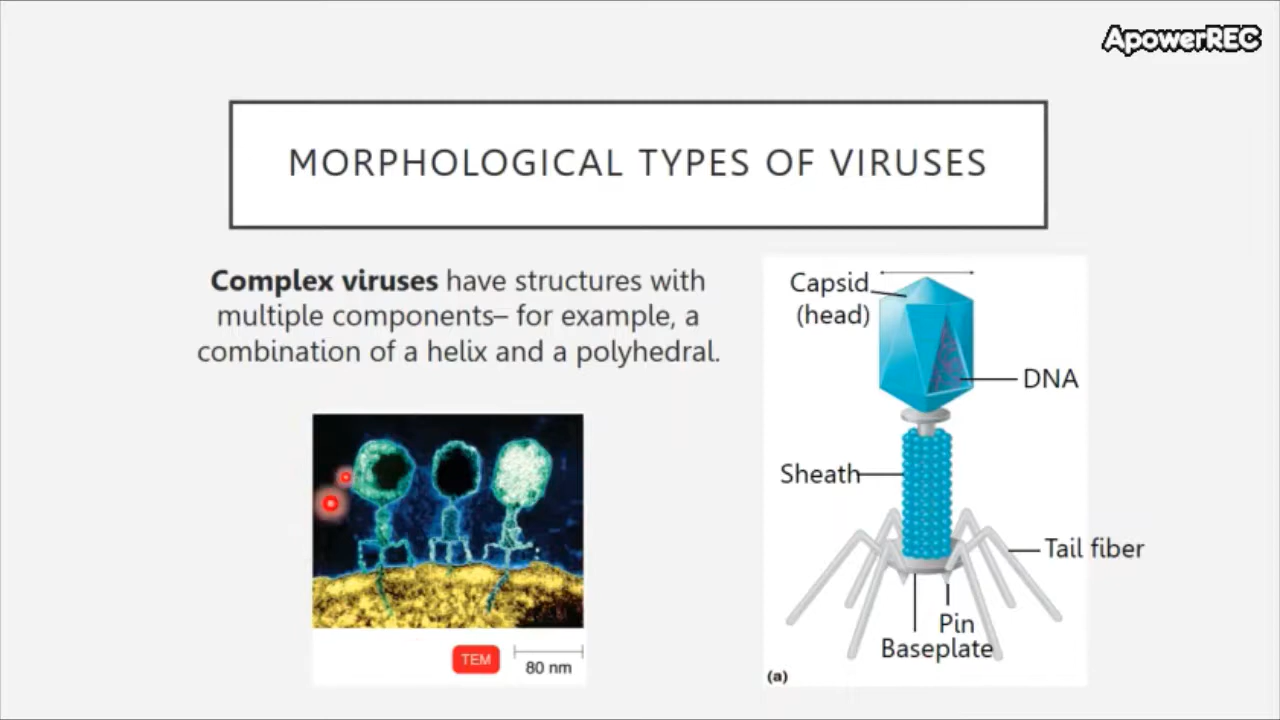 ApowerREC
MORPHOLOGICAL TYPES OF VIRUSES
Complex viruses have structures with
multiple components– for example, a
combination of a helix and a polyhedral.
TEM
80 nm
Capsid
(head)
DNA
Sheath
Tail fiber
Pin
Baseplate
(a)